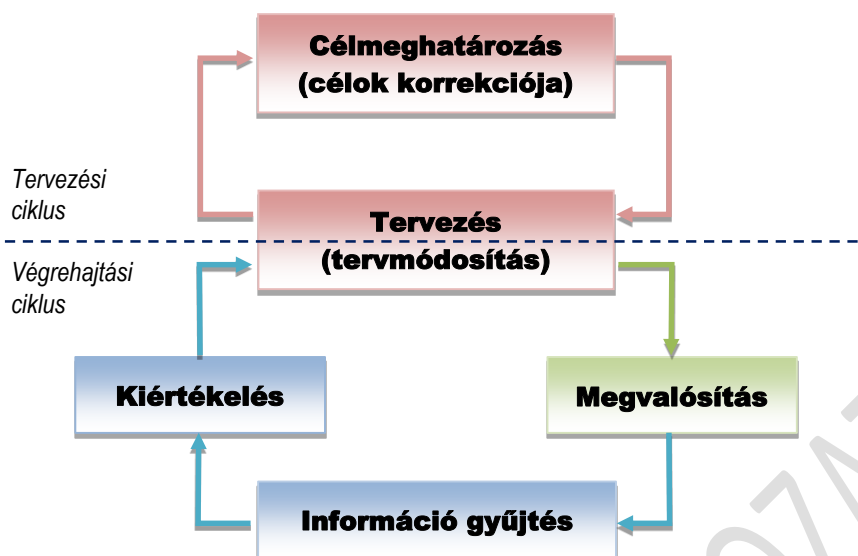 Célmeghatározás
(célok korrekciója)
Tervezési
ciklus
Tervezés
(tervmódosítás)
Végrehajtási
ciklus
Kiértékelés
Megvalósítás
Információ gyűjtés